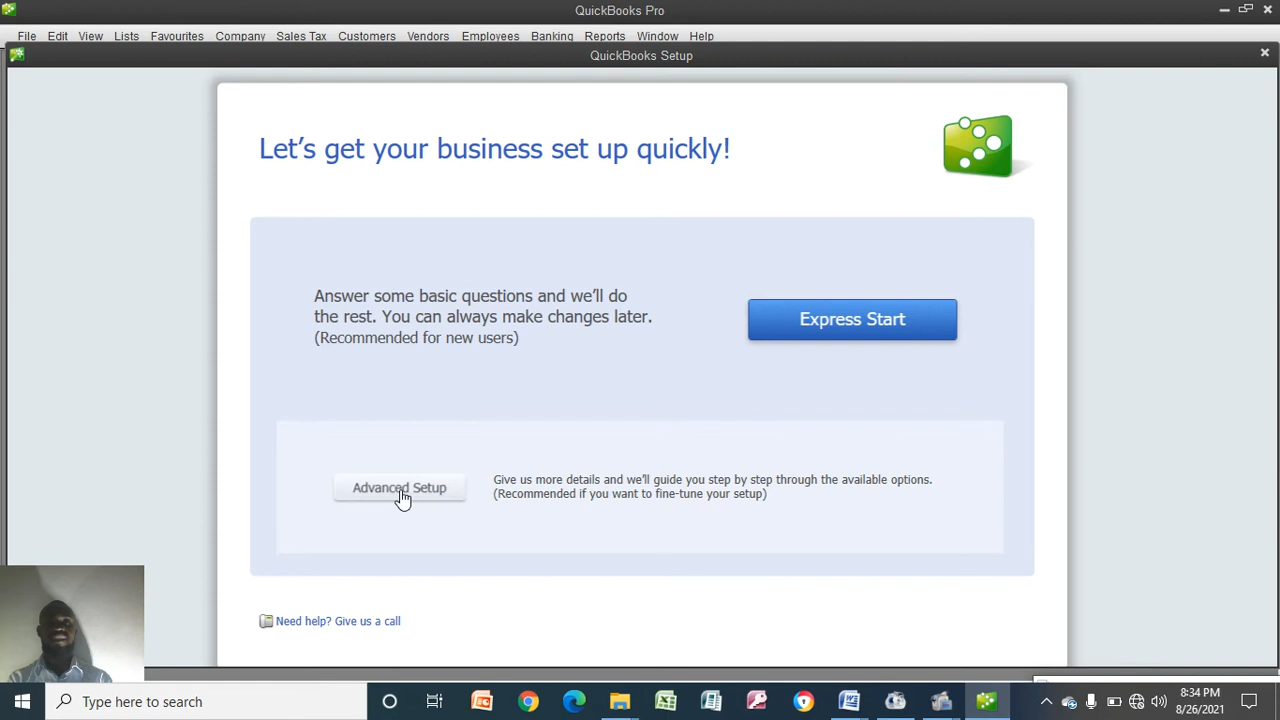 QuickBooks Pro
File Edit View Lists Favourites Company Sales Tax Customers Vendors Employees Banking Reports Window Help
QuickBooks Setup
Let's get your business set up quickly!
Answer some basic questions and we'll do
the rest. You can always make changes later.
(Recommended for new users)
Express Start
Advanced Setup
Give us more details and we'll guide you step by step through the available options.
(Recommended if you want to fine-tune your setup)
Need help? Give us a call
Type here to search
8:34 PM
8/26/2021